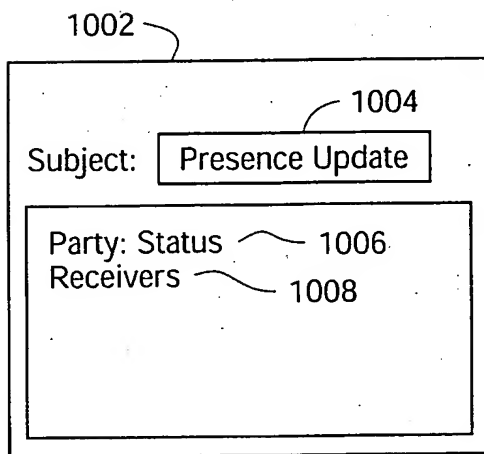 1002
1004
Subject: Presence Update
Party: Status 1006
Receivers 1008